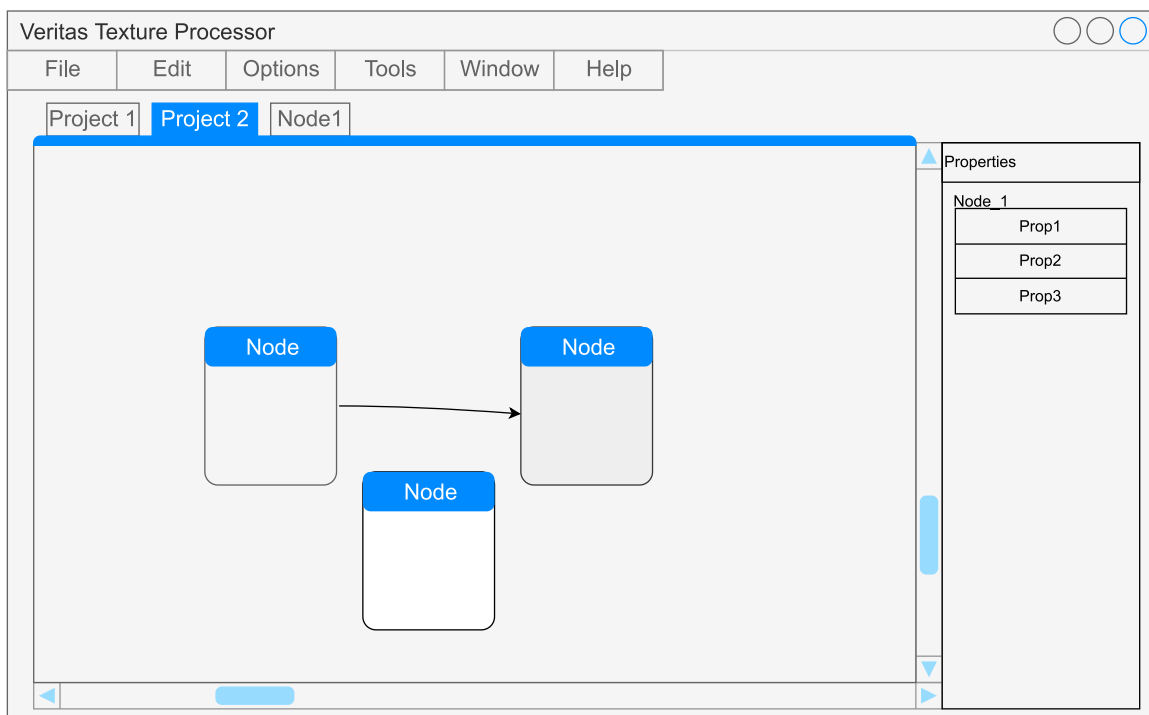 Veritas Texture Processor
File Edit Options Tools Window Help
Project 1 Project 2 Node1
Properties
Node_1
Prop1
Prop2
Prop3
Node Node
Node